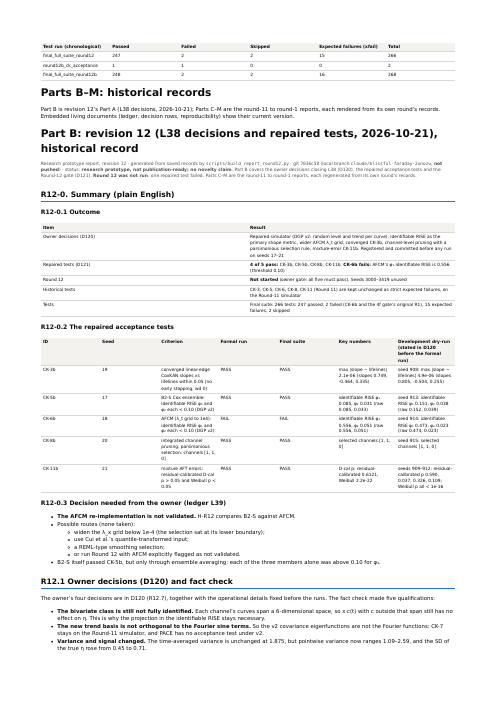 Test run (chronological) Passed Failed Skipped Expected failures (xfail) Total
final_full_suite_round12 247 2 2 15 266
round12b_ck_acceptance 1 1 0 0 2
final_full_suite_round12b 248 2 2 16 268
Parts B–M: historical records
Part B is revision 12's Part A (L38 decisions, 2026-10-21); Parts C–M are the round-11 to round-1 reports, each rendered from its own round's records.
Embedded living documents (ledger, decision rows, reproducibility) show their current version.
Part B: revision 12 (L38 decisions and repaired tests, 2026-10-21),
historical record
Research prototype report, revision 12 · generated from saved records by scripts/build_report_round12.py · git
pushed) · status: research prototype, not publication-ready; no novelty claim. Part B covers the owner decisions closing L38 (D120), the repaired acceptance tests and the
Round-12 gate (D121). Round 12 was not run: one repaired test failed. Parts C–M are the round-11 to round-1 reports, each regenerated from its own round's records.
R12-0. Summary (plain English)
R12-0.1 Outcome
Item Result
Owner decisions (D120) Repaired simulator (DGP v2: random level and trend per curve), identifiable RISE as the
primary shape metric, wider AFCM λ_t grid, converged CK-3b, channel-level pruning with a
parsimonious selection rule, mixture-error CK-11b. Registered and committed before any run
on seeds 17–21
Repaired tests (D121) 4 of 5 pass: CK-3b, CK-5b, CK-8b, CK-11b. CK-6b fails: AFCM's φ₁ identifiable RISE is 0.556
(threshold 0.10)
Round 12 Not started (owner gate: all five must pass). Seeds 3000–3419 unused
Historical tests CK-3, CK-5, CK-6, CK-8, CK-11 (Round 11) are kept unchanged as strict expected failures, on
the Round-11 simulator
Tests Final suite: 266 tests: 247 passed, 2 failed (CK-6b and the 4f gate's original R1), 15 expected
failures, 2 skipped
R12-0.2 The repaired acceptance tests
ID Seed Criterion Formal run Final suite Key numbers Development dry-run
(stated in D120
before the formal
run)
CK-3b 19 converged linear-edge
CoxKAN slopes vs
lifelines within 0.05 (no
early stopping, wd 0) PASS PASS max |slope − lifelines|
2.1e-06 (slopes 0.749,
-0.464, 0.335) seed 908: max |slope −
lifelines| 4.9e-06 (slopes
0.805, -0.504, 0.255)
CK-5b 17 B2-S Cox ensemble:
identifiable RISE φ₁ and
φ₂ each < 0.10 (DGP v2) PASS PASS identifiable RISE φ₁
0.085, φ₂ 0.031 (raw
0.085, 0.033) seed 913: identifiable
RISE φ₁ 0.151, φ₂ 0.038
(raw 0.152, 0.039)
CK-6b 18 AFCM (λ_t grid to 1e6):
identifiable RISE φ₁ and
φ₂ each < 0.10 FAIL FAIL identifiable RISE φ₁
0.556, φ₂ 0.051 (raw
0.556, 0.051) seed 914: identifiable
RISE φ₁ 0.473, φ₂ 0.023
(raw 0.474, 0.023)
CK-8b 20 integrated channel
pruning, parsimonious
selection: channels [1, 1,
0] PASS PASS selected channels [1, 1,
0] seed 915: selected
channels [1, 1, 0]
CK-11b 21 mixture AFT errors:
residual-calibrated D-cal
p > 0.05 and Weibull p <
0.05 PASS PASS D-cal p: residual-
calibrated 0.6121,
Weibull 2.2e-22 seeds 909-912: residual-
calibrated p 0.590,
0.037, 0.326, 0.109;
Weibull p all < 1e-16
R12-0.3 Decision needed from the owner (ledger L39)
• The AFCM re-implementation is not validated. H-R12 compares B2-S against AFCM.
• Possible routes (none taken):
◦ widen the λ_x grid below 1e-4 (the selection sat at its lower boundary);
◦ use Cui et al.'s quantile-transformed input;
◦ a REML-type smoothing selection;
◦ or run Round 12 with AFCM explicitly flagged as not validated.
• B2-S itself passed CK-5b, but only through ensemble averaging: each of the three members alone was above 0.10 for φ₁.
R12.1 Owner decisions (D120) and fact check
The owner's four decisions are in D120 (R12.7), together with the operational details fixed before the runs. The fact check made five qualifications:
• The bivariate class is still not fully identified. Each channel's curves span a 6-dimensional space, so x·c(t) with c outside that span still has no
effect on η. This is why the projection in the identifiable RISE stays necessary.
• The new trend basis is not orthogonal to the Fourier sine terms. So the v2 covariance eigenfunctions are not the Fourier functions: CK-7
stays on the Round-11 simulator, and PACE has no acceptance test under v2.
• Variance and signal changed. The time-averaged variance is unchanged at 1.875, but pointwise variance now ranges 1.09–2.59, and the SD of
the true η rose from 0.45 to 0.71.